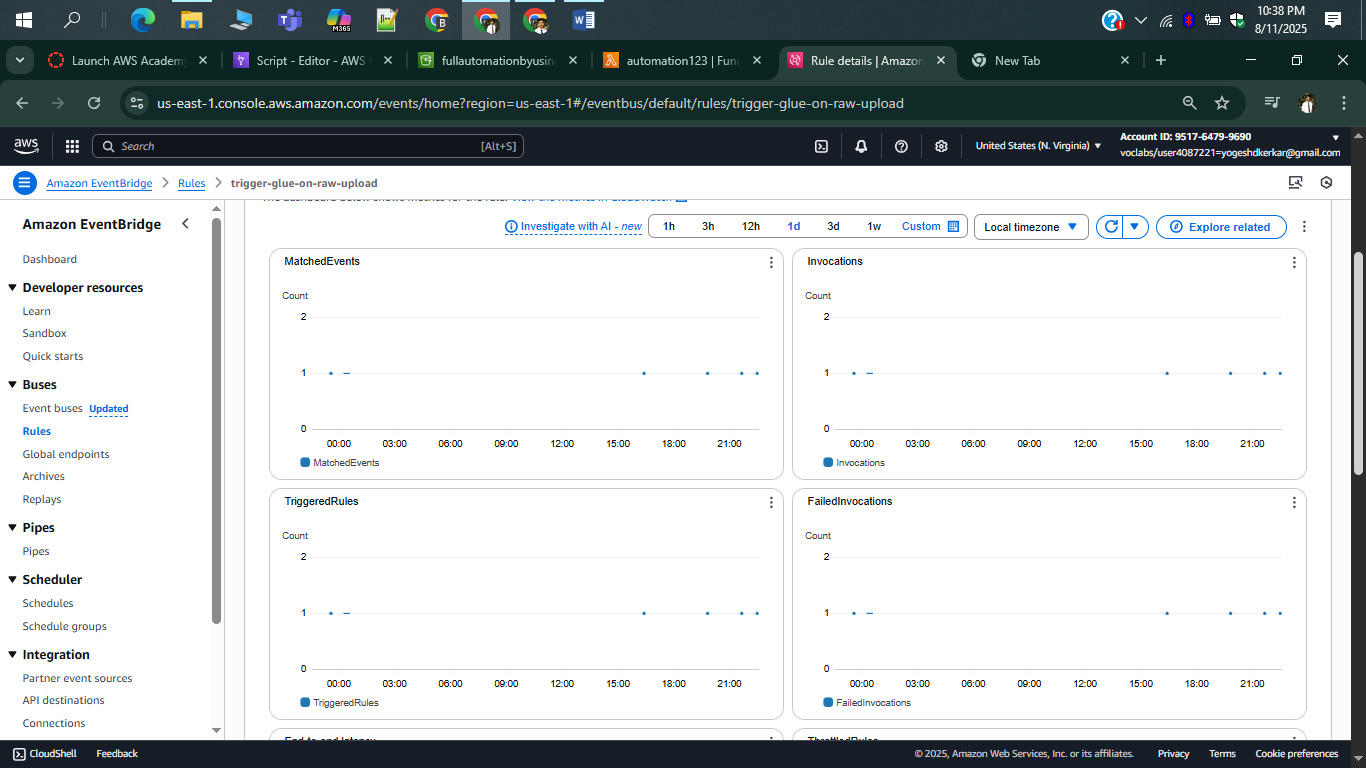 M365
10:38 PM
8/11/2025
Launch AWS Academ
Script - Editor - AWS
fullautomationbyusin
automation123 | Fun
Rule details | Amazon
New Tab
us-east-1.console.aws.amazon.com/events/home?region=us-east-1#/eventbus/default/rules/trigger-glue-on-raw-upload
aws
Search
[Alt+S]
United States (N. Virginia)
Account ID: 9517-6479-9690
voclabs/user4087221=yogeshdkerkar@gmail.com
Amazon EventBridge
Rules
trigger-glue-on-raw-upload
Amazon EventBridge
Dashboard
Developer resources
Learn
Sandbox
Quick starts
Buses
Event buses Updated
Rules
Global endpoints
Archives
Replays
Pipes
Pipes
Scheduler
Schedules
Schedule groups
Integration
Partner event sources
API destinations
Connections
Investigate with AI - new
1h 3h 12h 1d 3d 1w Custom
Local timezone
Explore related
MatchedEvents
Count
2
1
0
00:00 03:00 06:00 09:00 12:00 15:00 18:00 21:00
MatchedEvents
Invocations
Count
2
1
0
00:00 03:00 06:00 09:00 12:00 15:00 18:00 21:00
Invocations
TriggeredRules
Count
2
1
0
00:00 03:00 06:00 09:00 12:00 15:00 18:00 21:00
TriggeredRules
FailedInvocations
Count
2
1
0
00:00 03:00 06:00 09:00 12:00 15:00 18:00 21:00
FailedInvocations
CloudShell
Feedback
© 2025, Amazon Web Services, Inc. or its affiliates.
Privacy
Terms
Cookie preferences